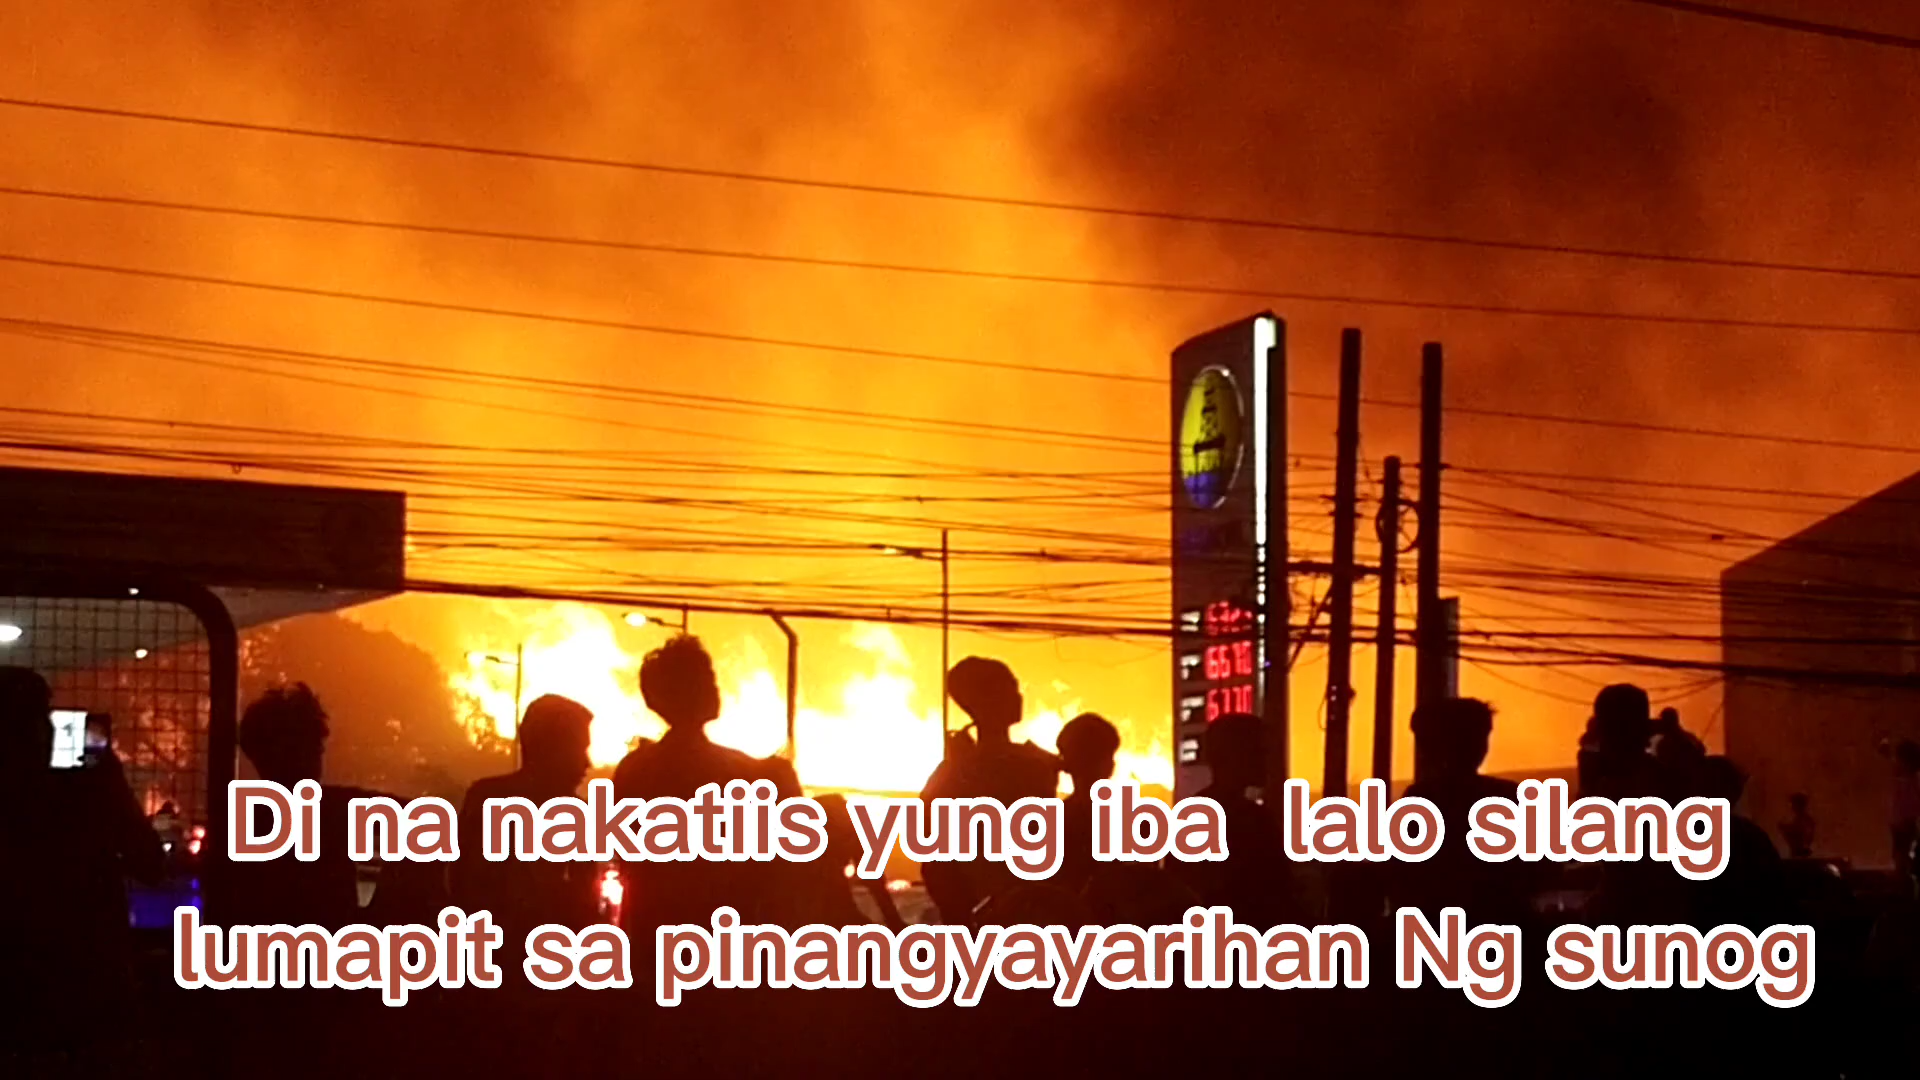 Di na nakatiis yung iba lalo silang
lumapit sa pinangyayarihan Ng sunog